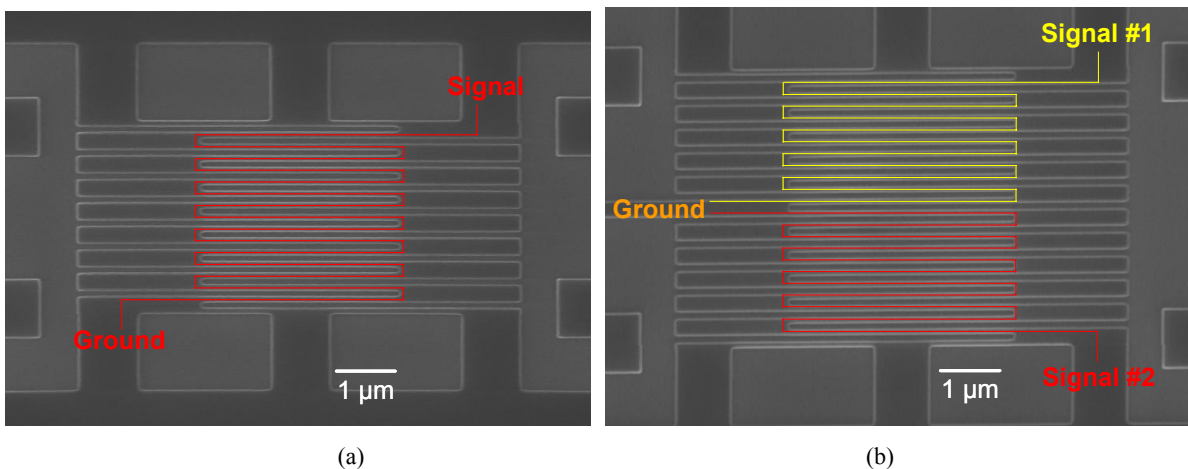 Signal
Ground
1 µm
(a)
Signal #1
Ground
Signal #2
1 µm
(b)